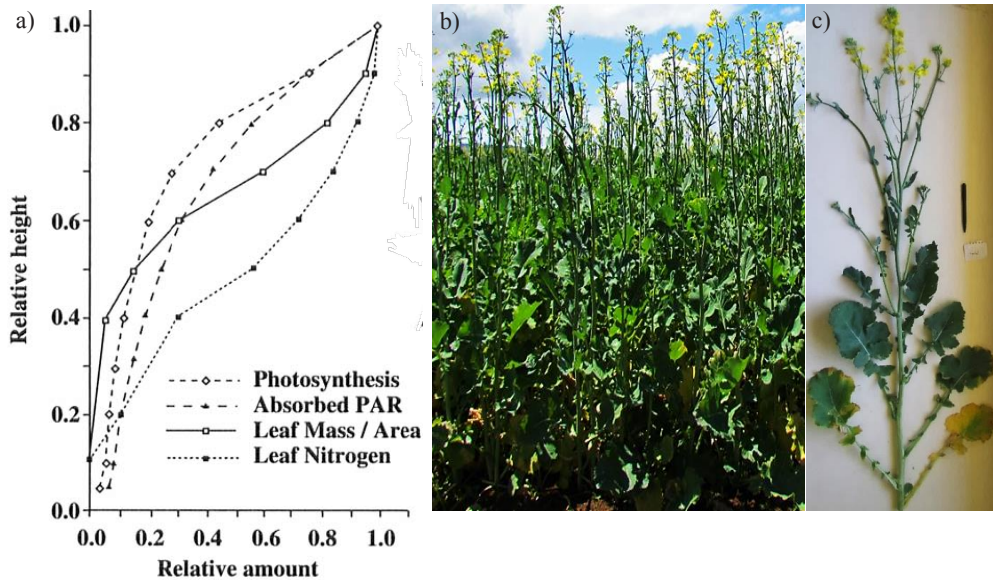 a)
1.0
0.8
0.6
0.4
0.2
0.0
Relative height
0.0 0.2 0.4 0.6 0.8 1.0
Relative amount
Photosynthesis
Absorbed PAR
Leaf Mass / Area
Leaf Nitrogen
b)
c)